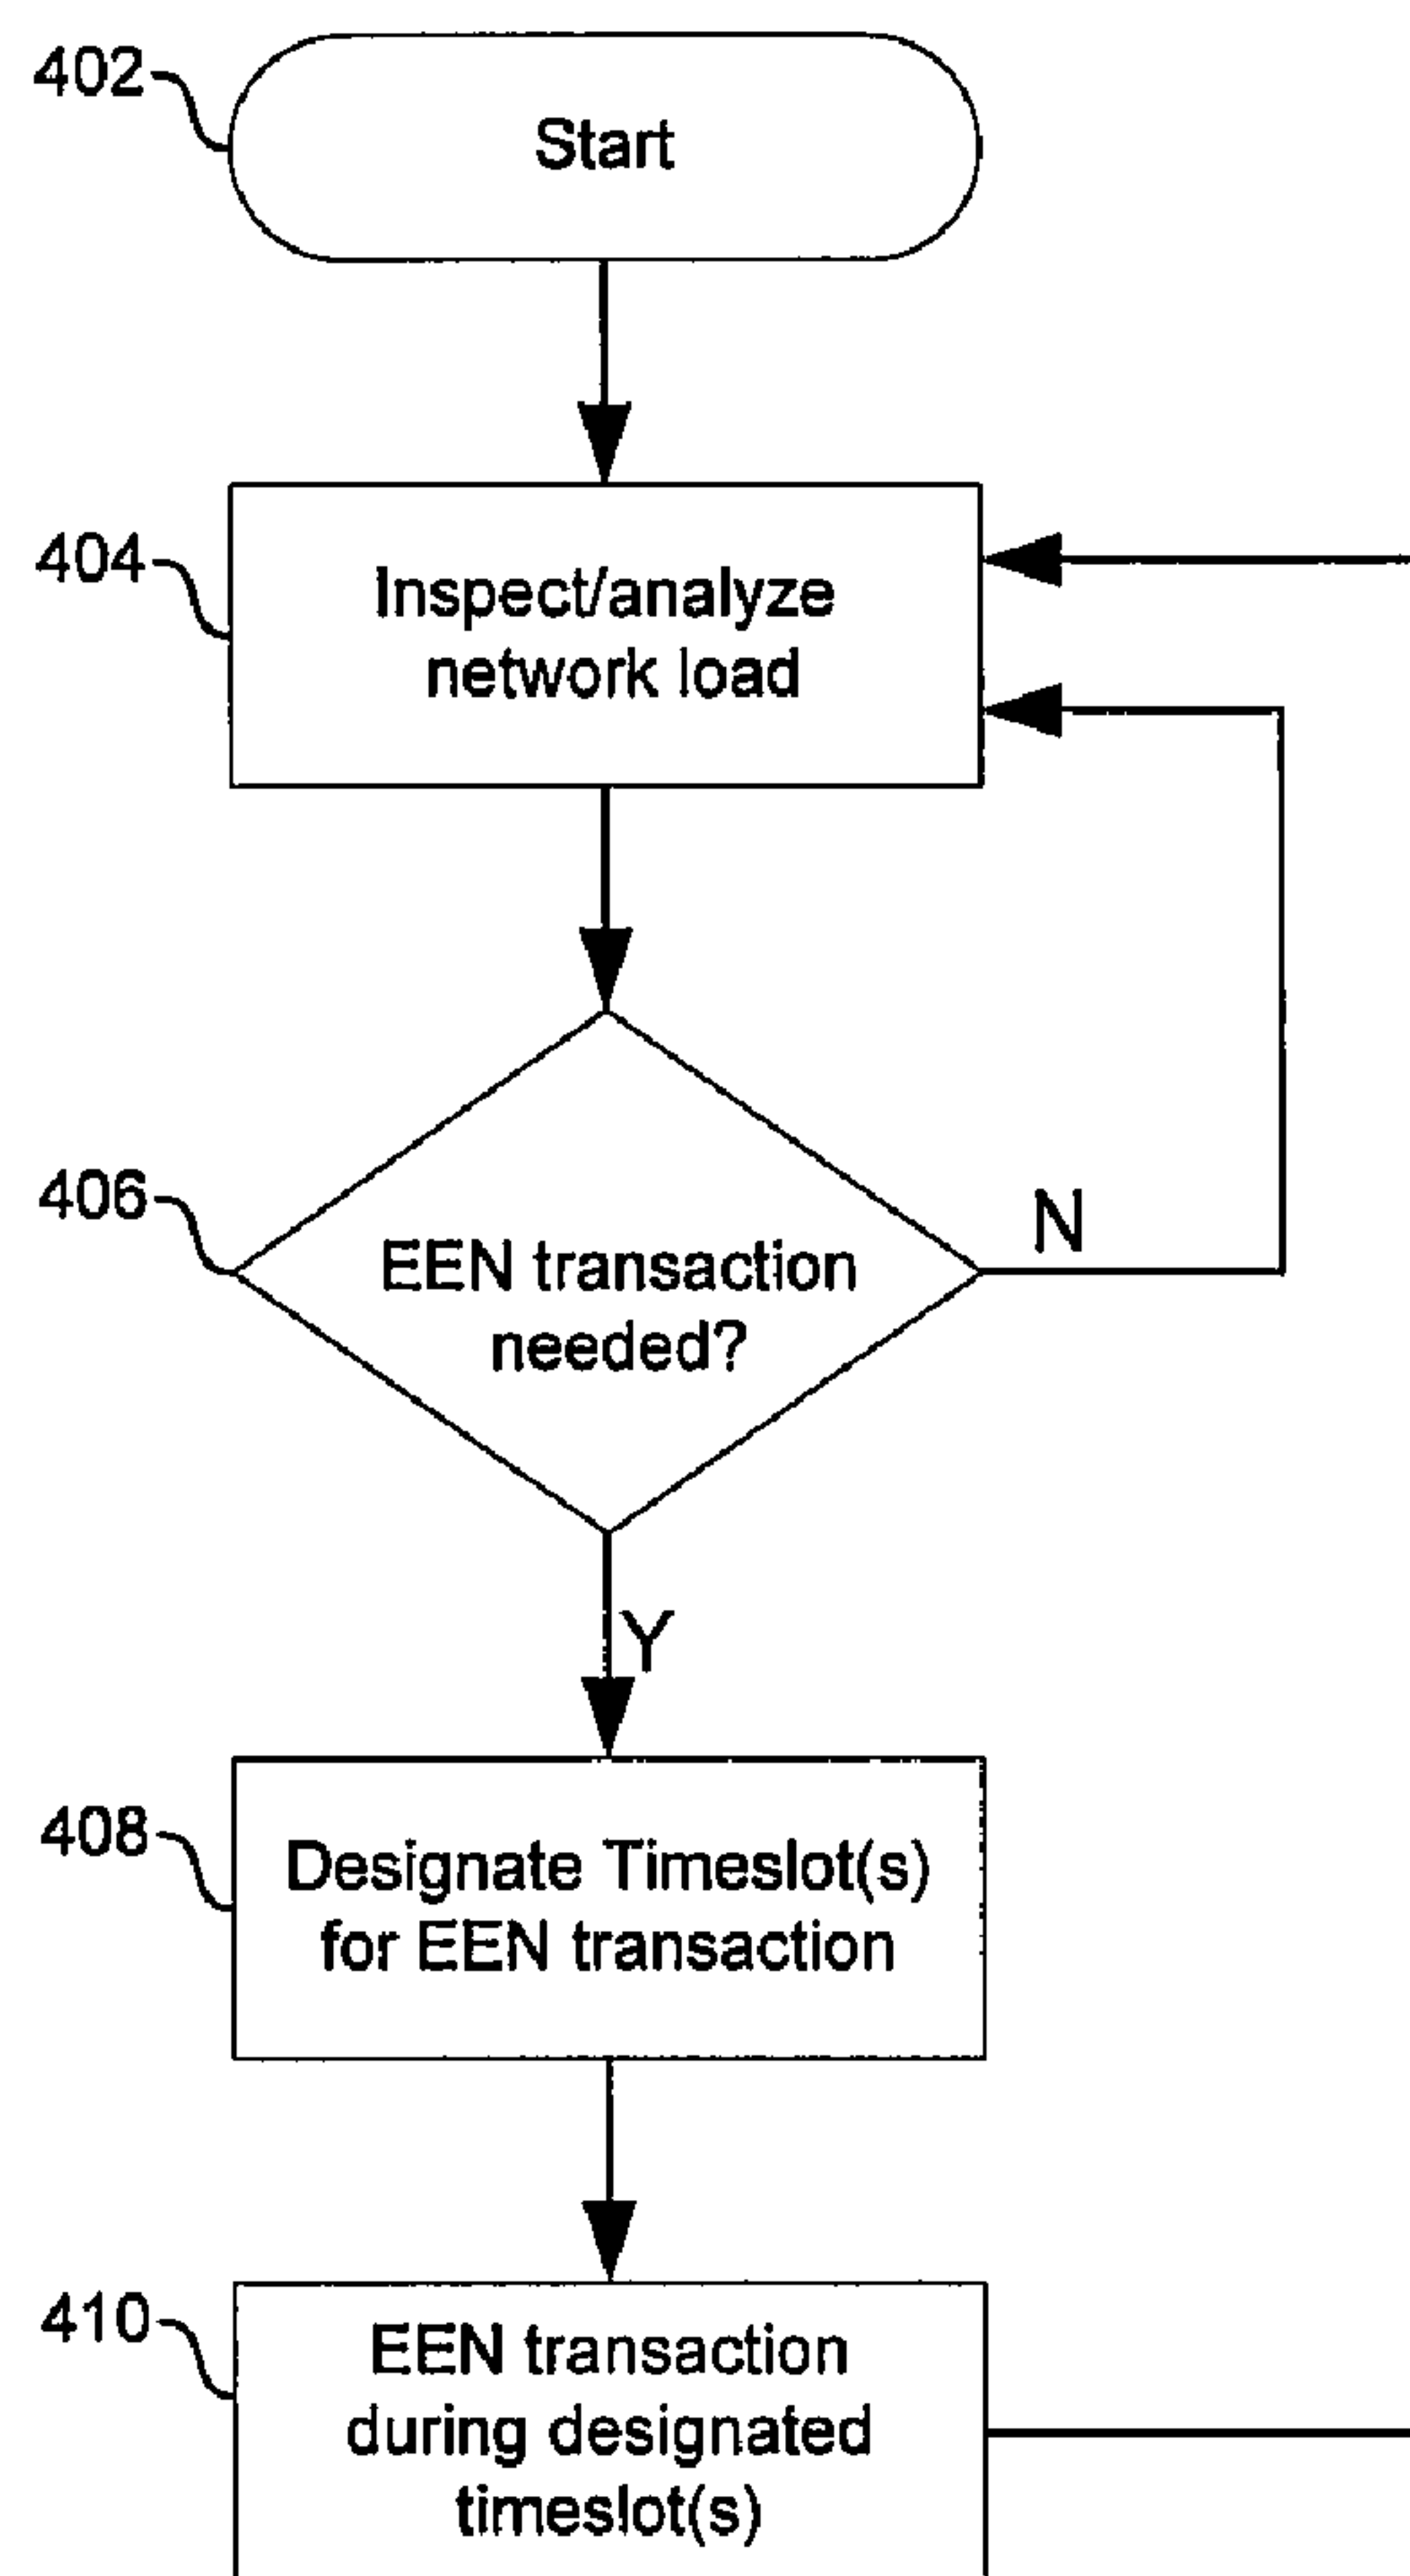 402
Start
404
Inspect/analyze
network load
406
EEN transaction
needed?
N
Y
408
Designate Timeslot(s)
for EEN transaction
410
EEN transaction
during designated
timeslot(s)